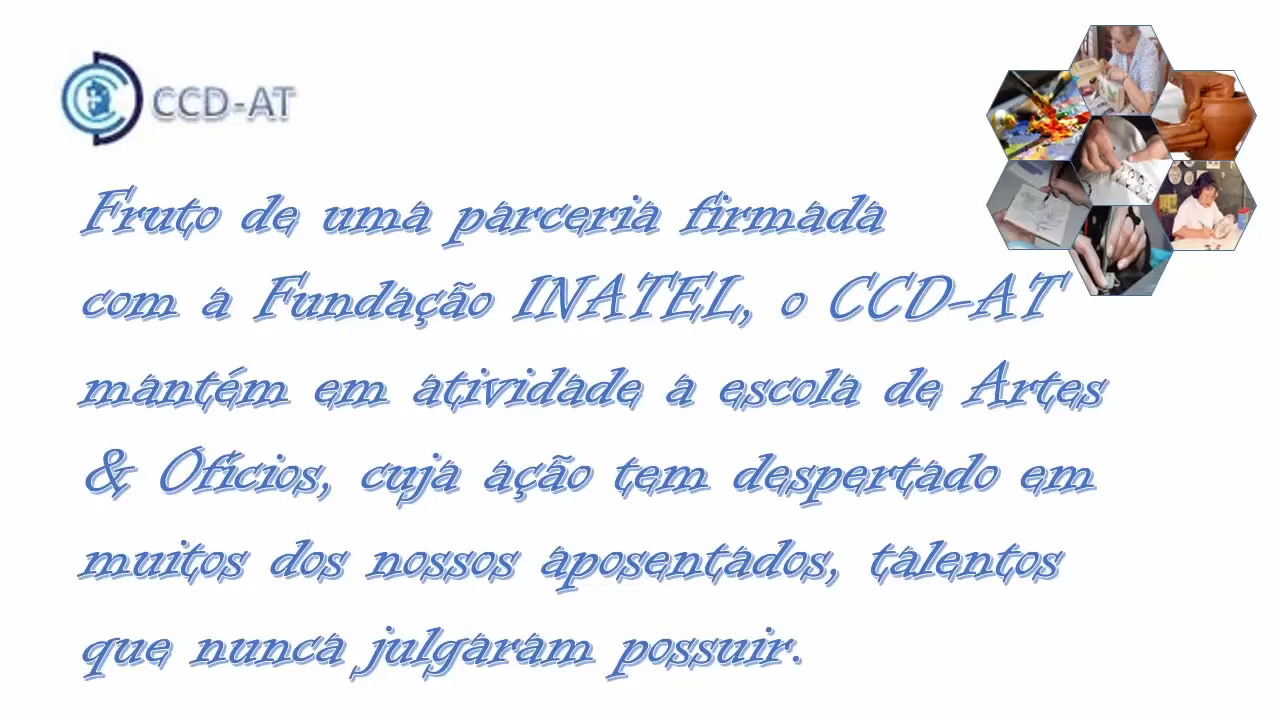 CCD-AT
Fruto de uma parceria firmada
com a Fundação INATEL, o CCD-AT
mantém em atividade a escola de Artes
& Ofícios, cuja ação tem despertado em
muitos dos nossos aposentados, talentos
que nunca julgaram possuir.